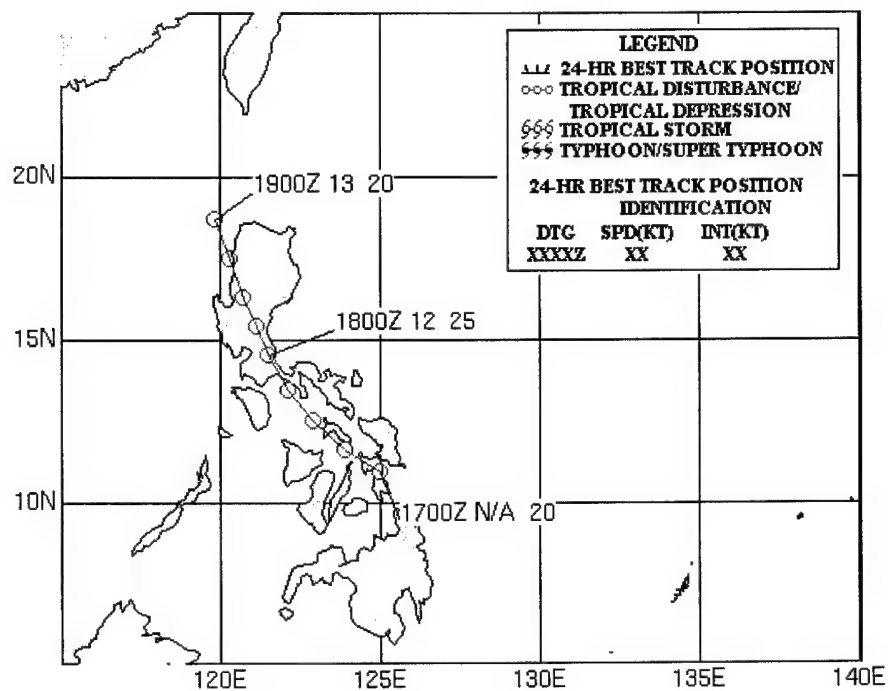 LEGEND
24-HR BEST TRACK POSITION
TROPICAL DISTURBANCE/
TROPICAL DEPRESSION
TROPICAL STORM
TYPHOON/SUPER TYPHOON
24-HR BEST TRACK POSITION
IDENTIFICATION
DTG SPD(KT) INT(KT)
XXXXZ XX XX
20N
1900Z 13 20
1800Z 12 25
15N
10N
1700Z N/A 20
120E 125E 130E 135E 140E